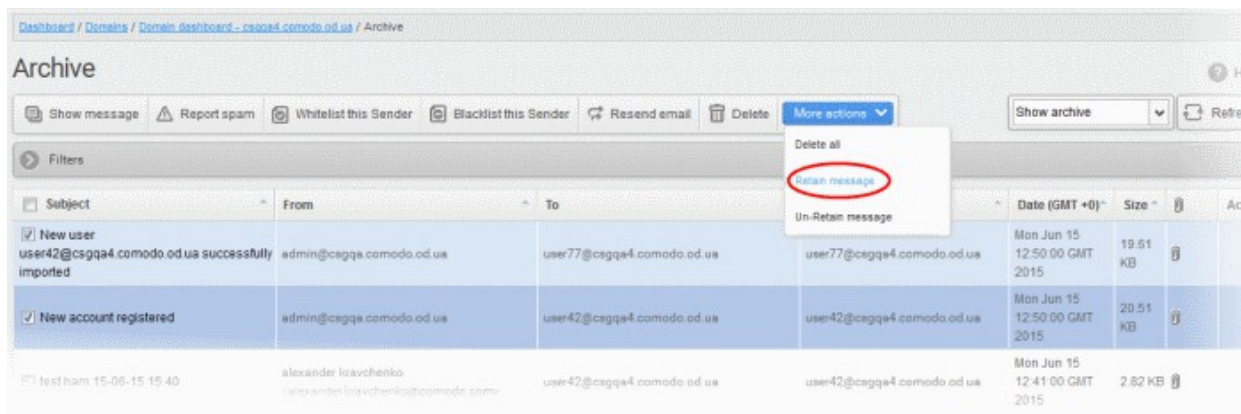 Dashboard / Domains / Domain dashboard - csgqa4.comodo.od.ua / Archive
Archive
Show message Report spam Whitelist this Sender Blacklist this Sender Resend email Delete More actions Show archive
Delete all
Retain message
Un-Retain message
Filters
Subject From To Date (GMT +0) Size
New user
user42@csgqa4.comodo.od.ua successfully
imported
admin@csgqa.comodo.od.ua user77@csgqa4.comodo.od.ua user77@csgqa4.comodo.od.ua
Mon Jun 15
12:50:00 GMT
2015
19.51
KB
New account registered admin@csgqa.comodo.od.ua user42@csgqa4.comodo.od.ua user42@csgqa4.comodo.od.ua
Mon Jun 15
12:50:00 GMT
2015
20.51
KB
test ham 15-06-15 15:40
alexander kravchenko
user42@csgqa4.comodo.od.ua user42@csgqa4.comodo.od.ua
Mon Jun 15
12:41:00 GMT
2015
2.82 KB